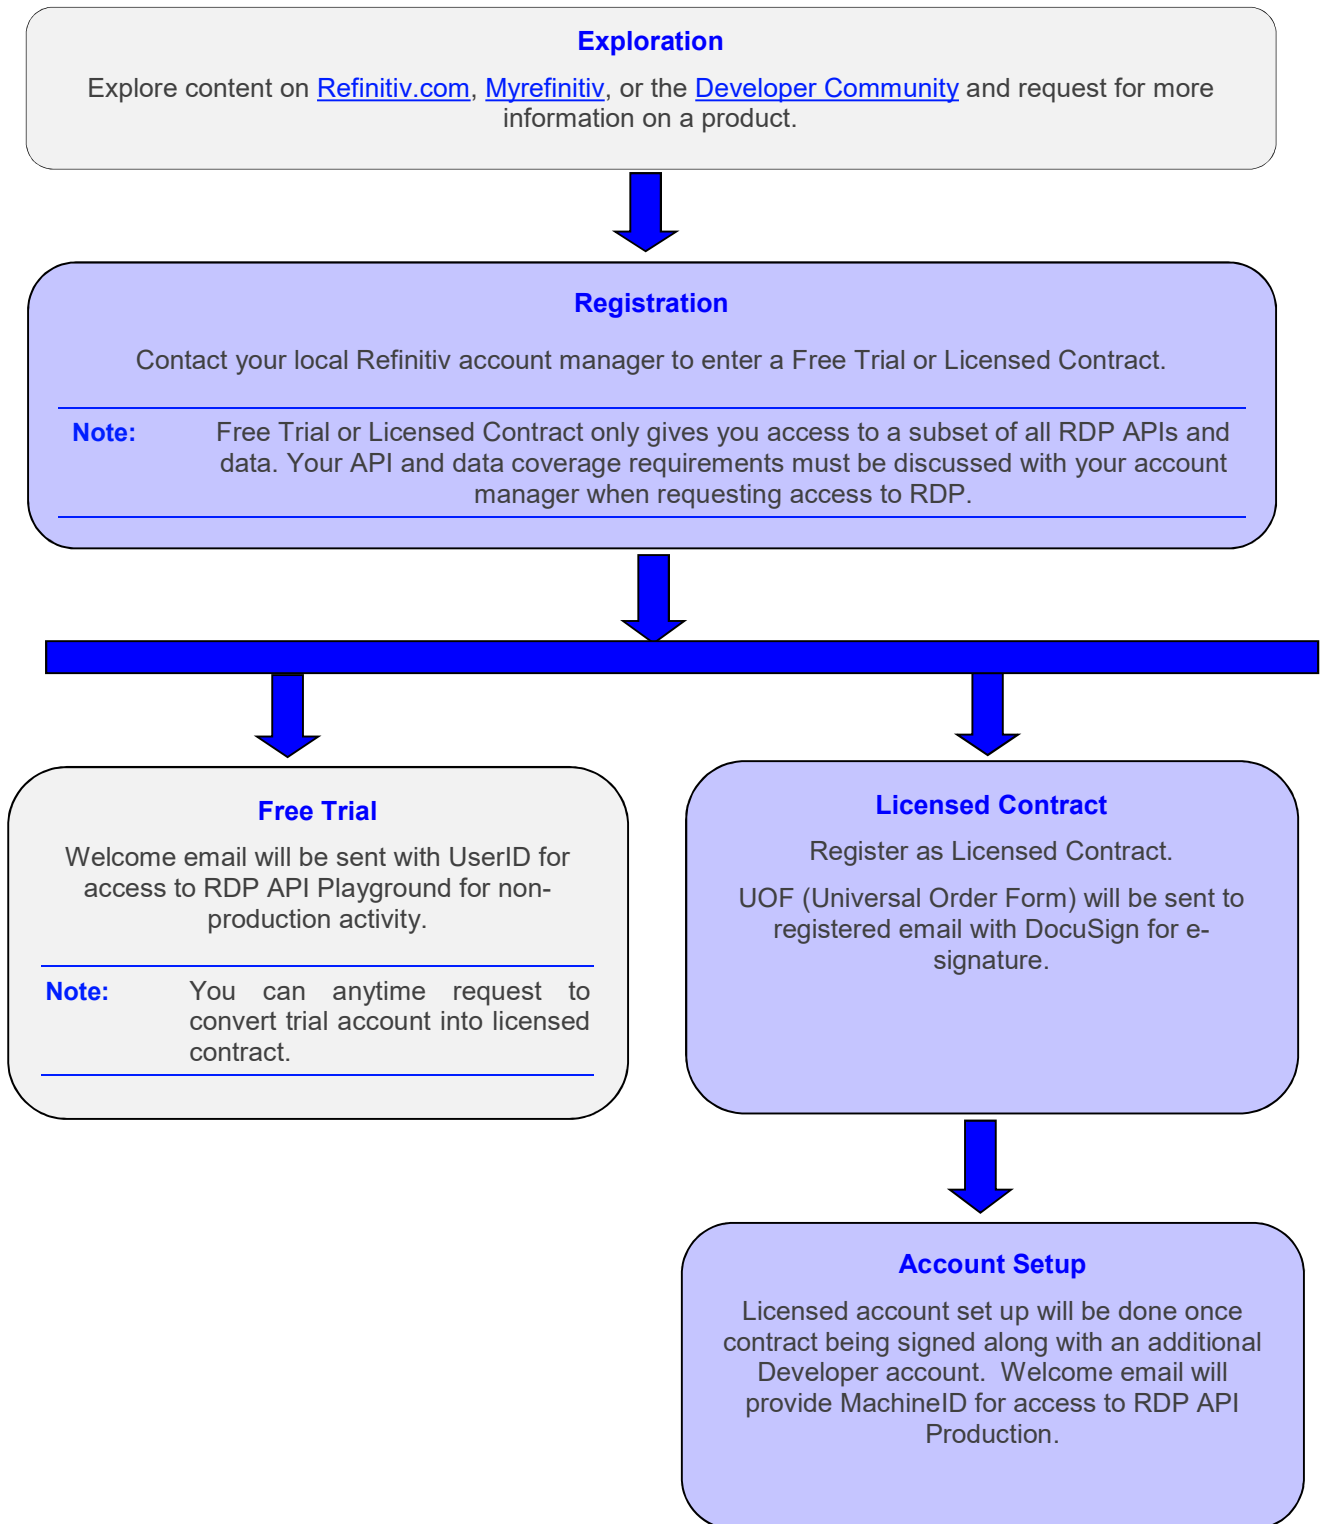 Exploration
Explore content on Refinitiv.com, Myrefinitiv, or the Developer Community and request for more
information on a product.
Registration
Contact your local Refinitiv account manager to enter a Free Trial or Licensed Contract.
Note: Free Trial or Licensed Contract only gives you access to a subset of all RDP APIs and
data. Your API and data coverage requirements must be discussed with your account
manager when requesting access to RDP.
Free Trial
Welcome email will be sent with UserID for
access to RDP API Playground for non-
production activity.
Note: You can anytime request to
convert trial account into licensed
contract.
Licensed Contract
Register as Licensed Contract.
UOF (Universal Order Form) will be sent to
registered email with DocuSign for e-
signature.
Account Setup
Licensed account set up will be done once
contract being signed along with an additional
Developer account.  Welcome email will
provide MachineID for access to RDP API
Production.